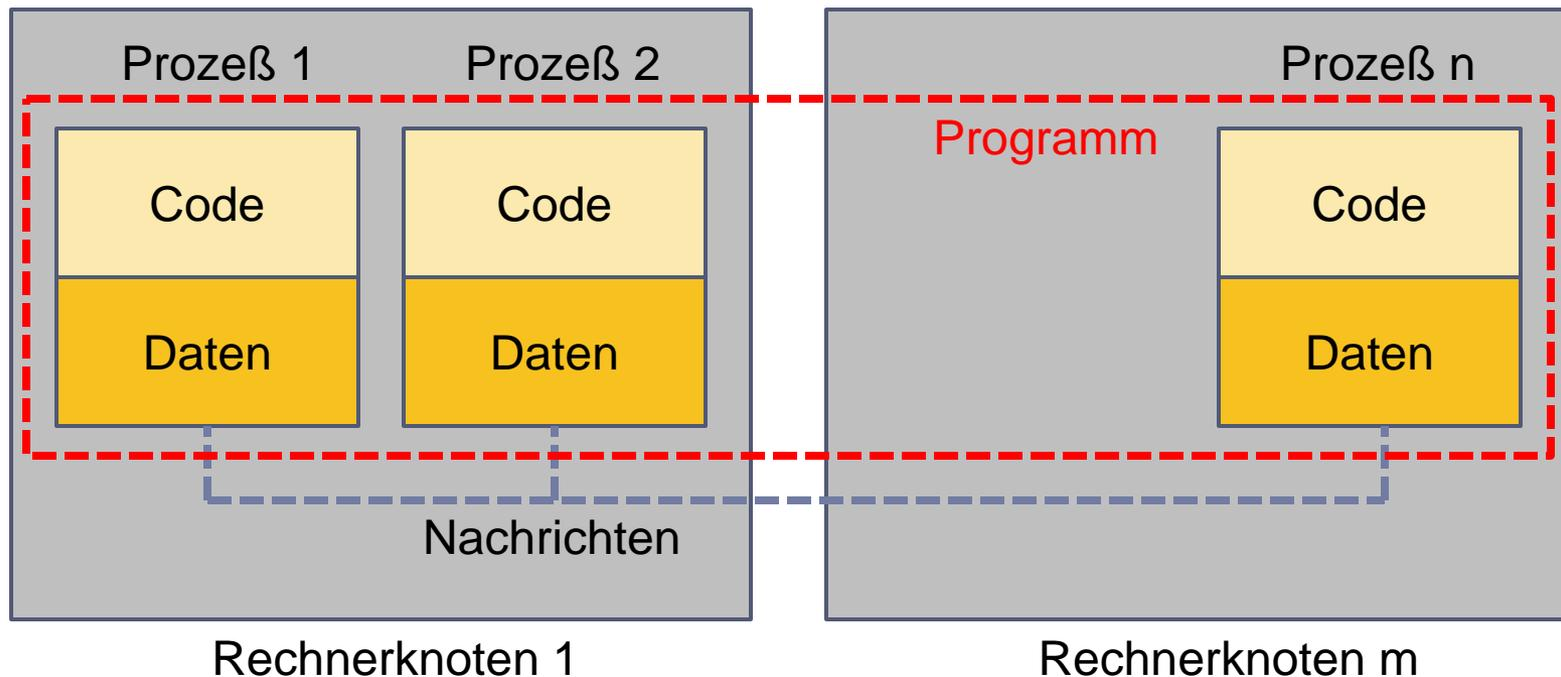 Prozeß 1 Prozeß 2 Prozeß n
Programm
Code Code Code
Daten Daten Daten
Nachrichten
Rechnerknoten 1 Rechnerknoten m